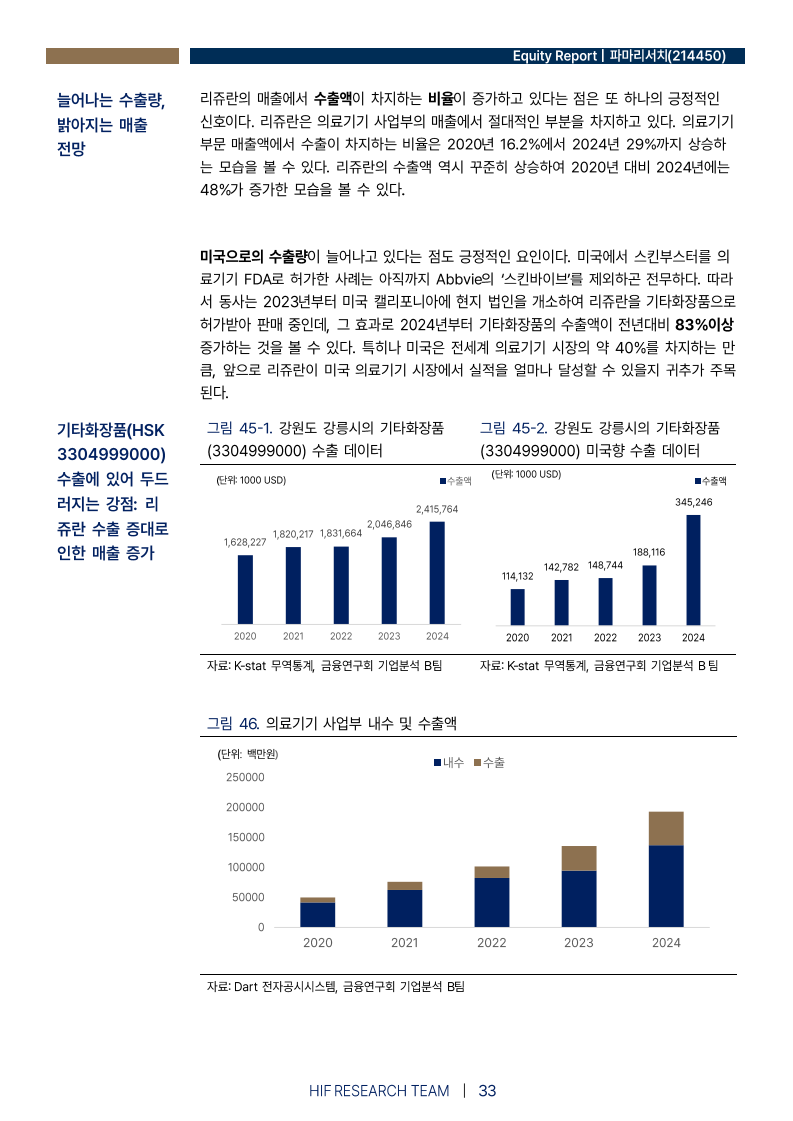 Equity Report | 파마리서치(214450)
늘어나는 수출량,
밝아지는 매출
전망
리쥬란의 매출에서 수출액이 차지하는 비율이 증가하고 있다는 점은 또 하나의 긍정적인
신호이다. 리쥬란은 의료기기 사업부의 매출에서 절대적인 부분을 차지하고 있다. 의료기기
부문 매출액에서 수출이 차지하는 비율은 2020년 16.2%에서 2024년 29%까지 상승하
는 모습을 볼 수 있다. 리쥬란의 수출액 역시 꾸준히 상승하여 2020년 대비 2024년에는
48%가 증가한 모습을 볼 수 있다.
미국으로의 수출량이 늘어나고 있다는 점도 긍정적인 요인이다. 미국에서 스킨부스터를 의
료기기 FDA로 허가한 사례는 아직까지 Abbvie의 ‘스킨바이브’를 제외하곤 전무하다. 따라
서 동사는 2023년부터 미국 캘리포니아에 현지 법인을 개소하여 리쥬란을 기타화장품으로
허가받아 판매 중인데, 그 효과로 2024년부터 기타화장품의 수출액이 전년대비 83%이상
증가하는 것을 볼 수 있다. 특히나 미국은 전세계 의료기기 시장의 약 40%를 차지하는 만
큼, 앞으로 리쥬란이 미국 의료기기 시장에서 실적을 얼마나 달성할 수 있을지 귀추가 주목
된다.
기타화장품(HSK
3304999000)
수출에 있어 두드
러지는 강점: 리
쥬란 수출 증대로
인한 매출 증가
그림 45-1. 강원도 강릉시의 기타화장품
(3304999000) 수출 데이터
(단위: 1000 USD)
수출액
1,628,227
1,820,217
1,831,664
2,046,846
2,415,764
2020 2021 2022 2023 2024
자료: K-stat 무역통계, 금융연구회 기업분석 B팀
그림 45-2. 강원도 강릉시의 기타화장품
(3304999000) 미국향 수출 데이터
(단위: 1000 USD)
수출액
114,132
142,782
148,744
188,116
345,246
2020 2021 2022 2023 2024
자료: K-stat 무역통계, 금융연구회 기업분석 B팀
그림 46. 의료기기 사업부 내수 및 수출액
(단위: 백만원)
내수 수출
250000
200000
150000
100000
50000
0
2020 2021 2022 2023 2024
자료: Dart 전자공시시스템, 금융연구회 기업분석 B팀
HIF RESEARCH TEAM | 33